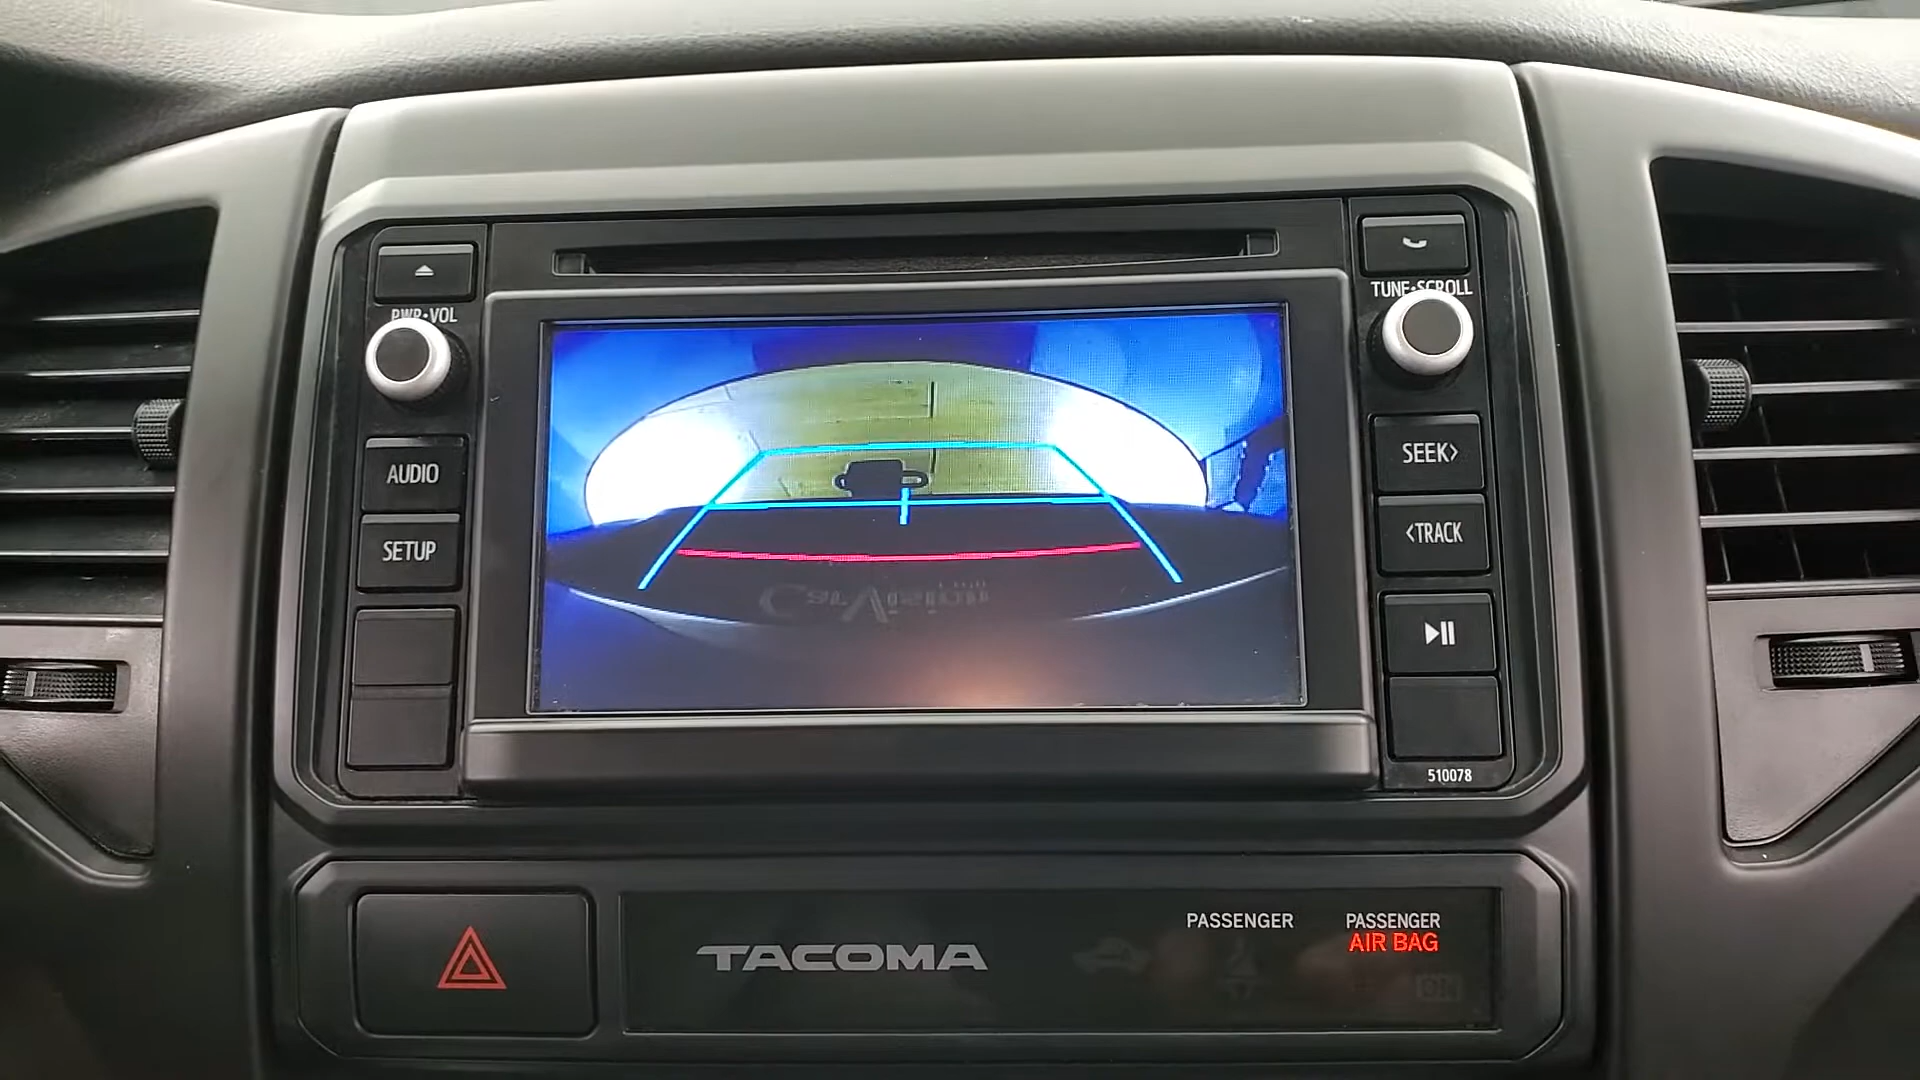 PWR•VOL
TUNE•SCROLL
AUDIO
SEEK>
SETUP
<TRACK
510078
TACOMA
PASSENGER
PASSENGER
AIR BAG